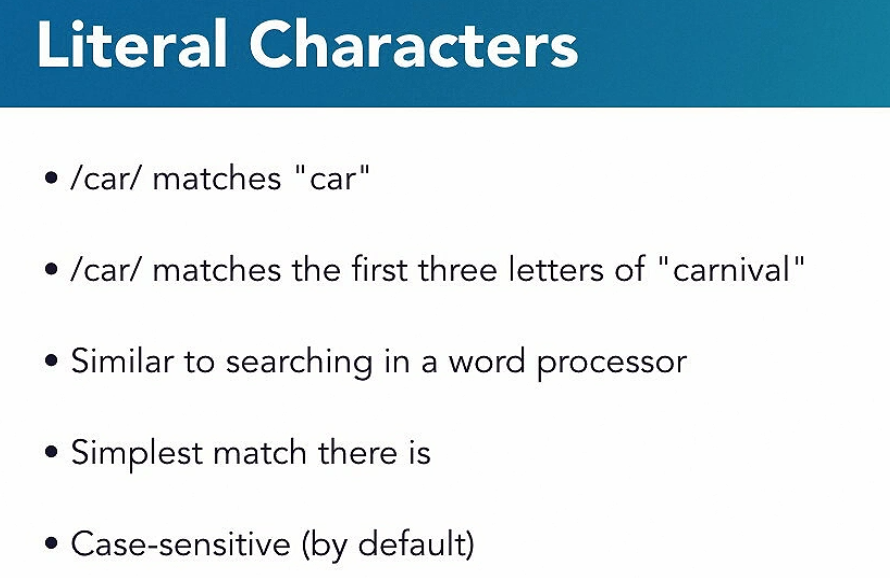 Literal Characters
• /car/ matches "car"
• /car/ matches the first three letters of "carnival"
• Similar to searching in a word processor
• Simplest match there is
• Case-sensitive (by default)